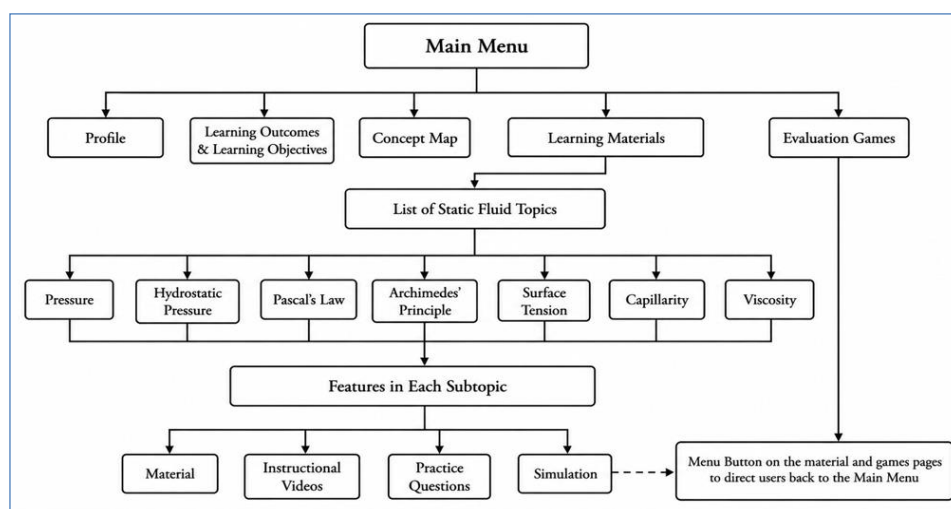 Main Menu
Profile
Learning Outcomes
& Learning Objectives
Concept Map
Learning Materials
Evaluation Games
List of Static Fluid Topics
Pressure
Hydrostatic
Pressure
Pascal's Law
Archimedes'
Principle
Surface
Tension
Capillarity
Viscosity
Features in Each Subtopic
Material
Instructional
Videos
Practice
Questions
Simulation
Menu Button on the material and games pages
to direct users back to the Main Menu